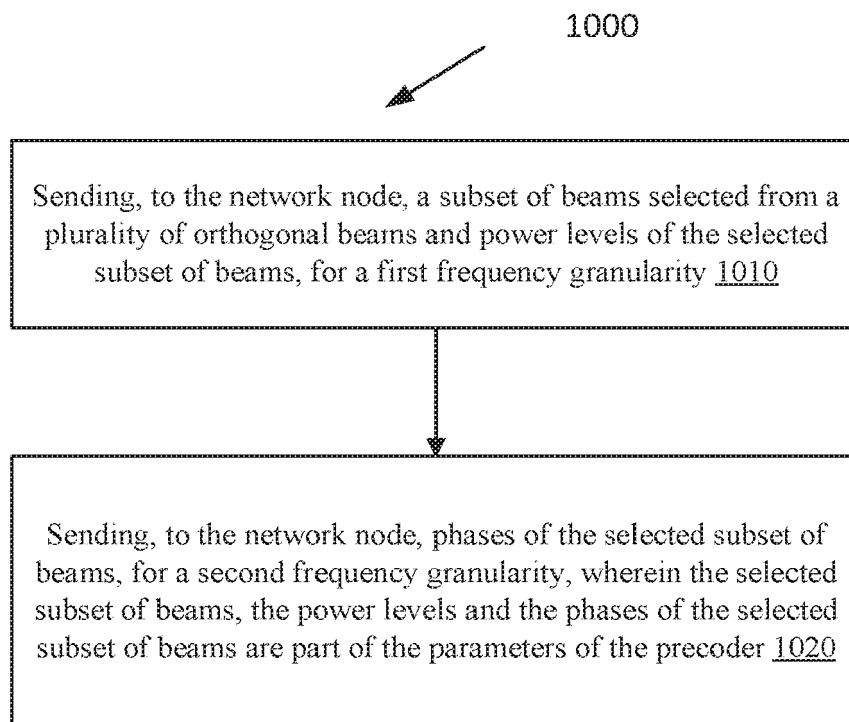 1000
Sending, to the network node, a subset of beams selected from a
plurality of orthogonal beams and power levels of the selected
subset of beams, for a first frequency granularity 1010
Sending, to the network node, phases of the selected subset of
beams, for a second frequency granularity, wherein the selected
subset of beams, the power levels and the phases of the selected
subset of beams are part of the parameters of the precoder 1020